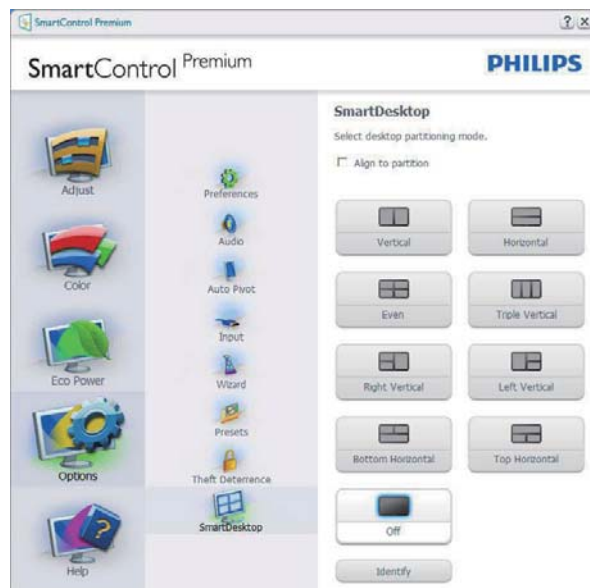 SmartControl Premium
SmartControl Premium
PHILIPS
Adjust
Color
Eco Power
Options
Help
Preferences
Audio
Auto Pivot
Input
Wizard
Presets
Theft Deterrence
SmartDesktop
SmartDesktop
Select desktop partitioning mode.
Align to partition
Vertical
Horizontal
Even
Triple Vertical
Right Vertical
Left Vertical
Bottom Horizontal
Top Horizontal
Off
Identify